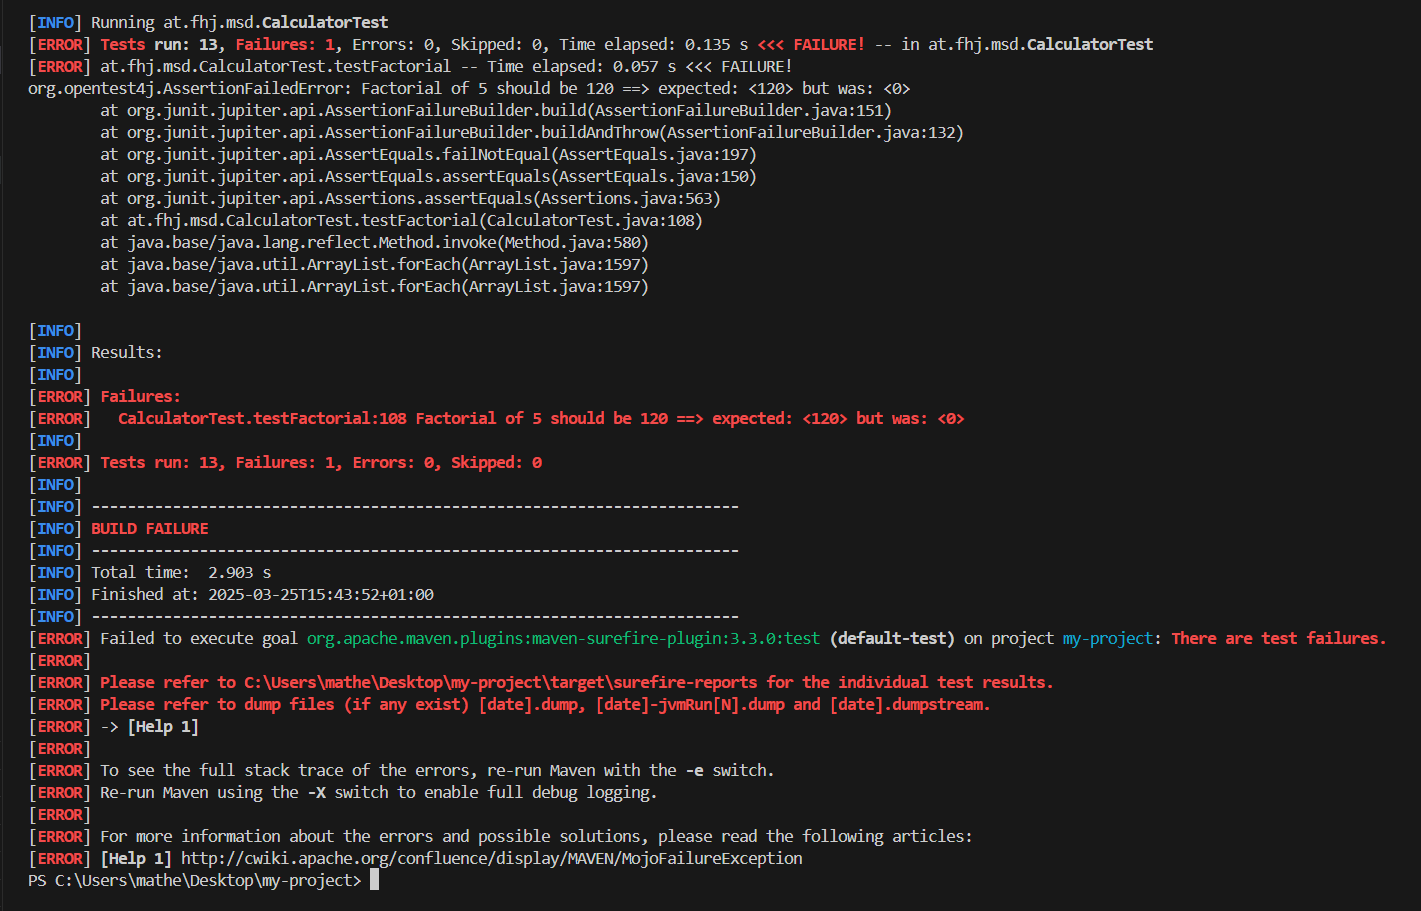 [INFO] Running at.fhj.msd.CalculatorTest
[ERROR] Tests run: 13, Failures: 1, Errors: 0, Skipped: 0, Time elapsed: 0.135 s <<< FAILURE! -- in at.fhj.msd.CalculatorTest
[ERROR] at.fhj.msd.CalculatorTest.testFactorial -- Time elapsed: 0.057 s <<< FAILURE!
org.opentest4j.AssertionFailedError: Factorial of 5 should be 120 ==> expected: <120> but was: <0>
        at org.junit.jupiter.api.AssertionFailureBuilder.build(AssertionFailureBuilder.java:151)
        at org.junit.jupiter.api.AssertionFailureBuilder.buildAndThrow(AssertionFailureBuilder.java:132)
        at org.junit.jupiter.api.AssertEquals.failNotEqual(AssertEquals.java:197)
        at org.junit.jupiter.api.AssertEquals.assertEquals(AssertEquals.java:150)
        at org.junit.jupiter.api.Assertions.assertEquals(Assertions.java:563)
        at at.fhj.msd.CalculatorTest.testFactorial(CalculatorTest.java:108)
        at java.base/java.lang.reflect.Method.invoke(Method.java:580)
        at java.base/java.util.ArrayList.forEach(ArrayList.java:1597)
        at java.base/java.util.ArrayList.forEach(ArrayList.java:1597)
[INFO]
[INFO] Results:
[INFO]
[ERROR] Failures:
[ERROR]   CalculatorTest.testFactorial:108 Factorial of 5 should be 120 ==> expected: <120> but was: <0>
[INFO]
[ERROR] Tests run: 13, Failures: 1, Errors: 0, Skipped: 0
[INFO]
[INFO] ------------------------------------------------------------------------
[INFO] BUILD FAILURE
[INFO] ------------------------------------------------------------------------
[INFO] Total time:  2.903 s
[INFO] Finished at: 2025-03-25T15:43:52+01:00
[INFO] ------------------------------------------------------------------------
[ERROR] Failed to execute goal org.apache.maven.plugins:maven-surefire-plugin:3.3.0:test (default-test) on project my-project: There are test failures.
[ERROR]
[ERROR] Please refer to C:\Users\mathe\Desktop\my-project\target\surefire-reports for the individual test results.
[ERROR] Please refer to dump files (if any exist) [date].dump, [date]-jvmRun[N].dump and [date].dumpstream.
[ERROR] -> [Help 1]
[ERROR]
[ERROR] To see the full stack trace of the errors, re-run Maven with the -e switch.
[ERROR] Re-run Maven using the -X switch to enable full debug logging.
[ERROR]
[ERROR] For more information about the errors and possible solutions, please read the following articles:
[ERROR] [Help 1] http://cwiki.apache.org/confluence/display/MAVEN/MojoFailureException
PS C:\Users\mathe\Desktop\my-project>